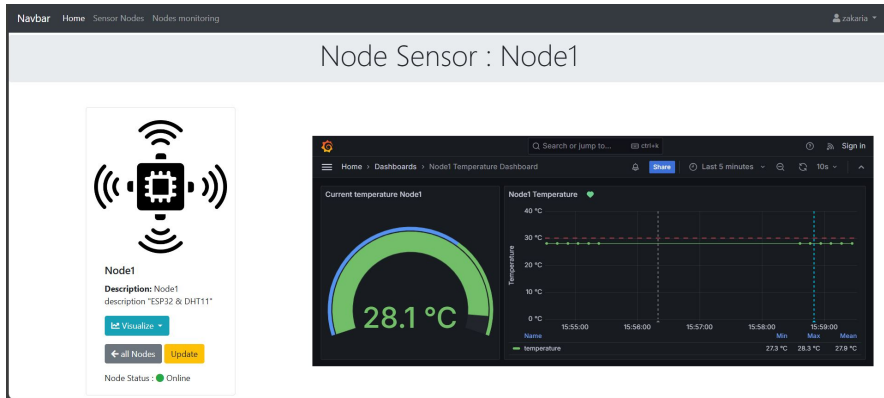 Navbar Home Sensor Nodes Nodes monitoring zakaria
Node Sensor : Node1
Node1
Description: Node1
description "ESP32 & DHT11"
Visualize
all Nodes Update
Node Status : Online
Search or jump to... ctrl+k Sign in
Home › Dashboards › Node1 Temperature Dashboard Share Last 5 minutes 10s
Current temperature Node1
28.1 °C
Node1 Temperature
Temperature
40 °C
30 °C
20 °C
10 °C
0 °C
15:55:00 15:56:00 15:57:00 15:58:00 15:59:00
Name Min Max Mean
temperature 27.3 °C 28.3 °C 27.9 °C